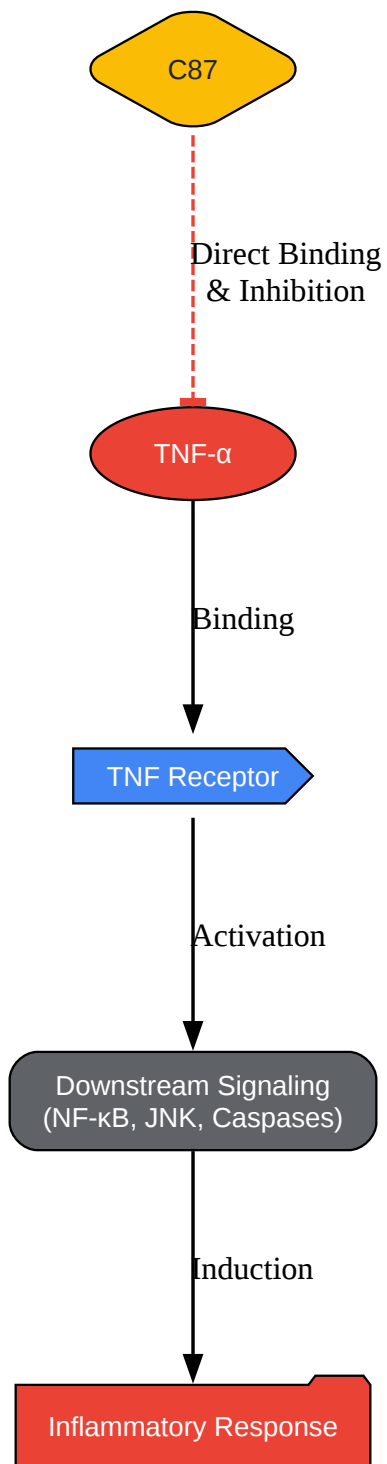 C87
Direct Binding
& Inhibition
TNF-α
Binding
TNF Receptor
Activation
Downstream Signaling
(NF-κB, JNK, Caspases)
Induction
Inflammatory Response